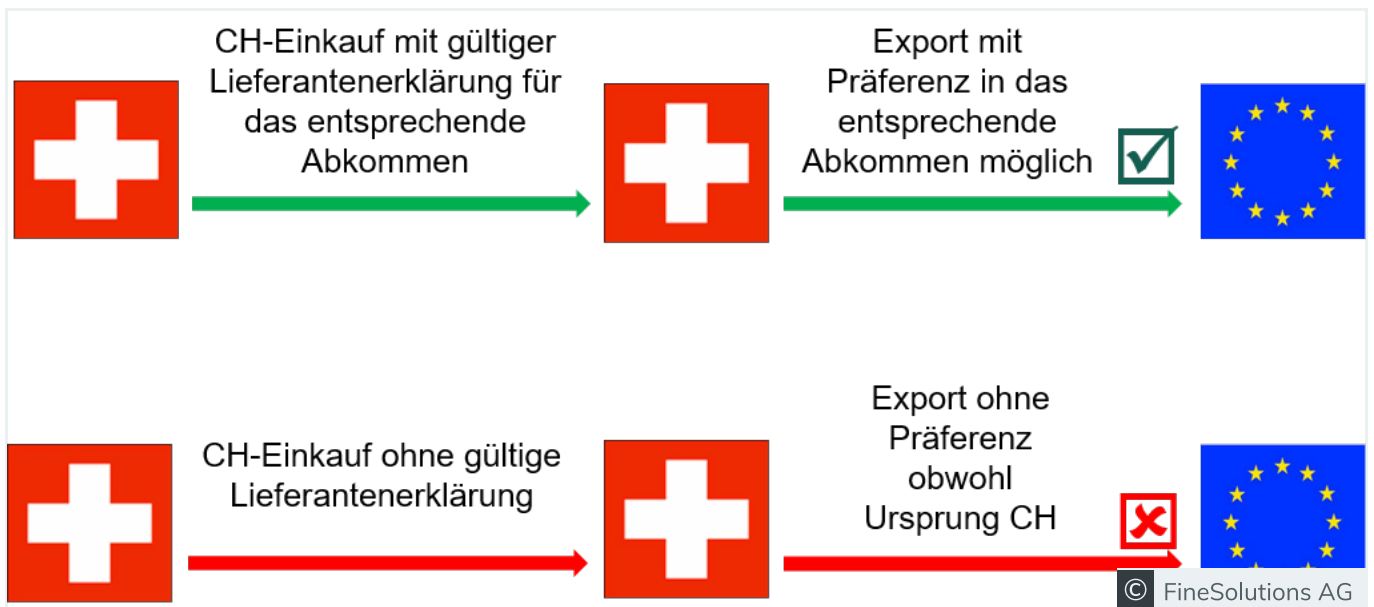 CH-Einkauf mit gültiger
Lieferantenerklärung für
das entsprechende
Abkommen
Export mit
Präferenz in das
entsprechende
Abkommen möglich
CH-Einkauf ohne gültige
Lieferantenerklärung
Export ohne
Präferenz
obwohl
Ursprung CH
© FineSolutions AG